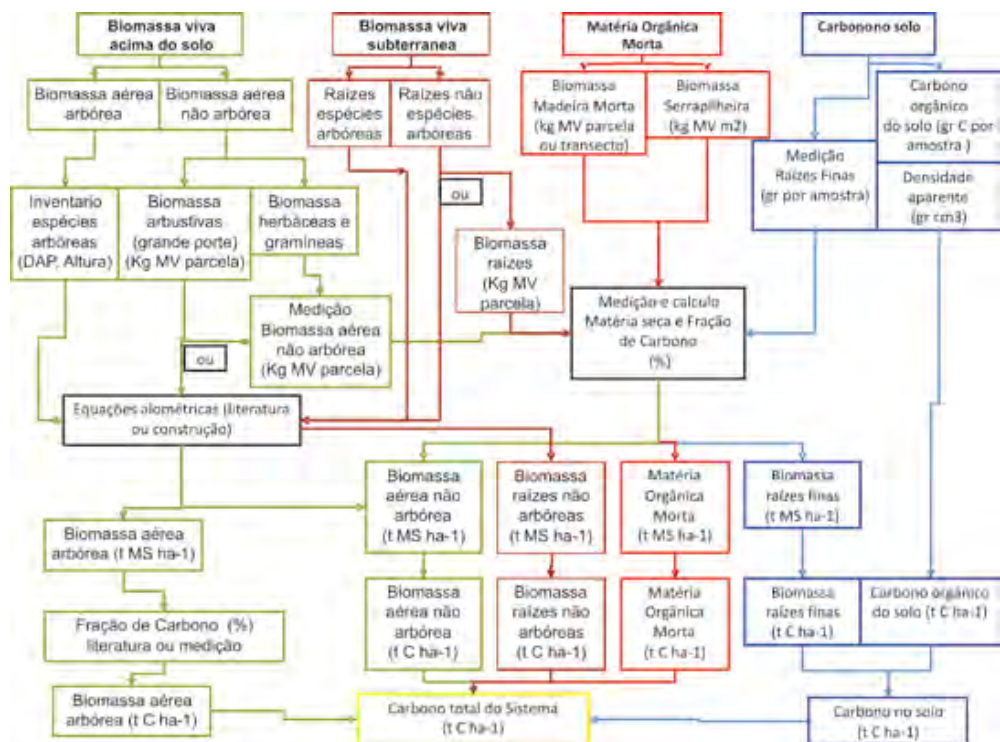 Biomassa viva
acima do solo
Biomassa viva
subterranea
Matéria Orgânica
Morta
Carbonono solo
Biomassa aérea
arbórea
Biomassa aérea
não arbórea
Raízes
espécies
arbóreas
Raízes não
espécies
arbóreas
Biomassa
Madeira Morta
(kg MV parcela
ou transecto)
Biomassa
Serrapilheira
(kg MV m2)
Carbono
orgânico
do solo (gr C por
amostra )
Medição
Raizes Finas
(gr por amostra)
Densidade
aparente
(gr cm3)
Inventario
espécies
arbóreas
(DAP, Altura)
Biomassa
arbustivas
(grande porte)
(Kg MV parcela)
Biomassa
herbàceas e
gramíneas
ou
Biomassa
raízes
(Kg MV
parcela)
Medição
Biomassa aérea
não arbórea
(Kg MV parcela)
ou
Medição e calculo
Matéria seca e Fração
de Carbono
(%)
Equações alométricas (literatura
ou construção)
Biomassa
aérea não
arbórea
(t MS ha-1)
Biomassa
raízes não
arbóreas
(t MS ha-1)
Matéria
Orgânica
Morta
(t MS ha-1)
Biomassa
raízes finas
(t MS ha-1)
Biomassa aérea
arbórea (t MS ha-1)
Fração de Carbono (%)
literatura ou medição
Biomassa
aérea não
arbórea
(t C ha-1)
Biomassa
raízes não
arbóreas
(t C ha-1)
Matéria
Orgânica
Morta
(t C ha-1)
Biomassa
raízes finas
(t C ha-1)
Carbono orgânico
do solo (t C ha-1)
Biomassa aérea
arbórea (t C ha-1)
Carbono total do Sistema
(t C ha-1)
Carbono no solo
(t C ha-1)